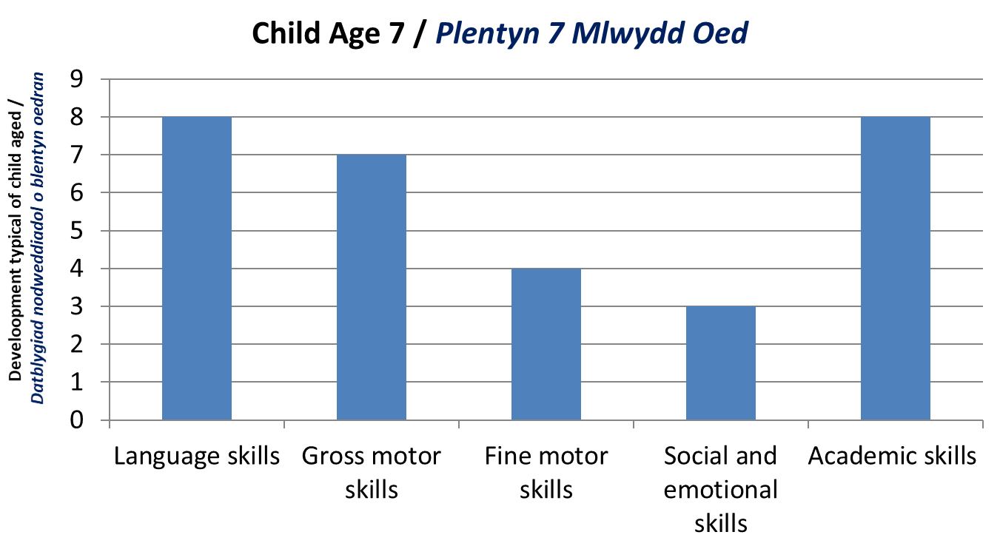 Child Age 7 / Plentyn 7 Mlwydd Oed
Develoopment typical of child aged /
Datblygiad nodweddiadol o blentyn oedran
9
8
7
6
5
4
3
2
1
0
Language skills
Gross motor
skills
Fine motor
skills
Social and
emotional
skills
Academic skills